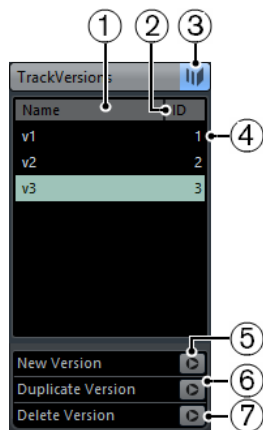 1 2 3
TrackVersions
Name ID
v1 1 4
v2 2
v3 3
5
New Version
6
Duplicate Version
Delete Version 7